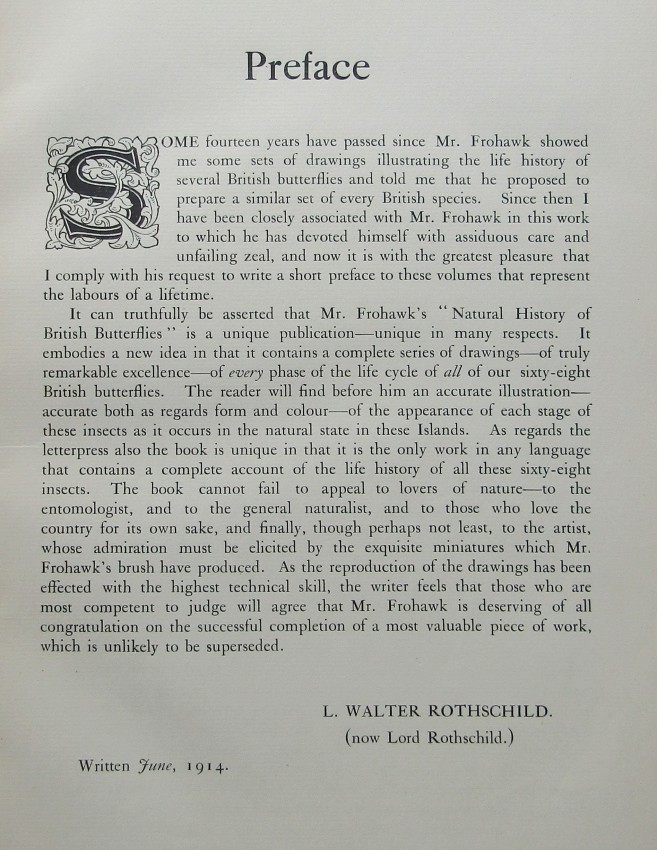 Preface
SOME fourteen years have passed since Mr. Frohawk showed
me some sets of drawings illustrating the life history of
several British butterflies and told me that he proposed to
prepare a similar set of every British species. Since then I
have been closely associated with Mr. Frohawk in this work
to which he has devoted himself with assiduous care and
unfailing zeal, and now it is with the greatest pleasure that
I comply with his request to write a short preface to these volumes that represent
the labours of a lifetime.
It can truthfully be asserted that Mr. Frohawk's "Natural History of
British Butterflies" is a unique publication—unique in many respects. It
embodies a new idea in that it contains a complete series of drawings—of truly
remarkable excellence—of every phase of the life cycle of all of our sixty-eight
British butterflies. The reader will find before him an accurate illustration—
accurate both as regards form and colour—of the appearance of each stage of
these insects as it occurs in the natural state in these Islands. As regards the
letterpress also the book is unique in that it is the only work in any language
that contains a complete account of the life history of all these sixty-eight
insects. The book cannot fail to appeal to lovers of nature—to the
entomologist, and to the general naturalist, and to those who love the
country for its own sake, and finally, though perhaps not least, to the artist,
whose admiration must be elicited by the exquisite miniatures which Mr.
Frohawk's brush have produced. As the reproduction of the drawings has been
effected with the highest technical skill, the writer feels that those who are
most competent to judge will agree that Mr. Frohawk is deserving of all
congratulation on the successful completion of a most valuable piece of work,
which is unlikely to be superseded.
L. WALTER ROTHSCHILD.
(now Lord Rothschild.)
Written June, 1914.